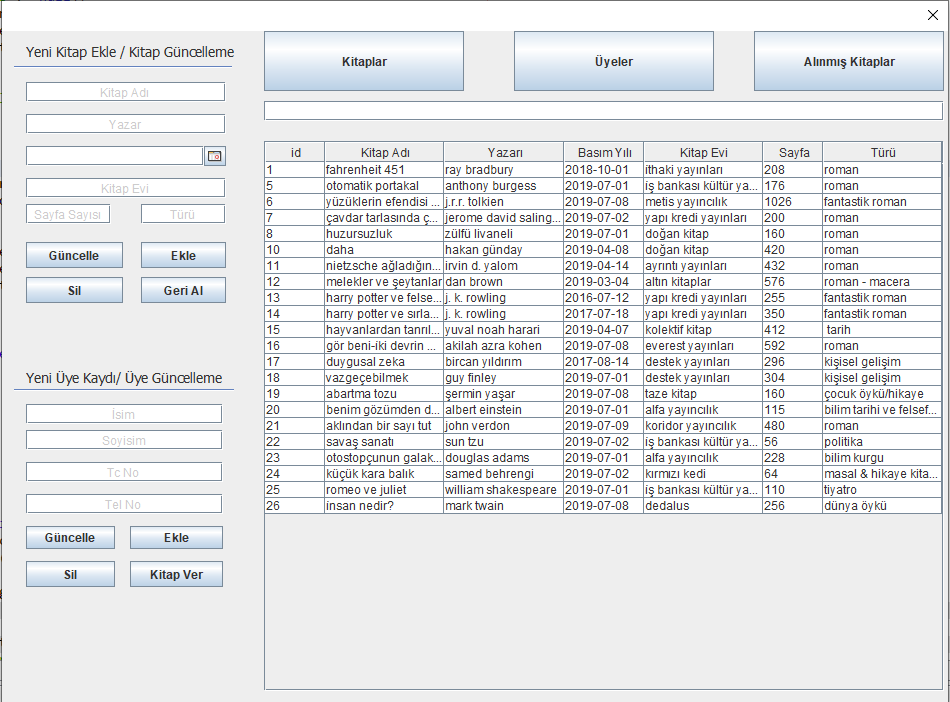 Yeni Kitap Ekle / Kitap Güncelleme
Kitap Adı
Yazar
Kitap Evi
Sayfa Sayısı Türü
Güncelle Ekle
Sil Geri Al
Yeni Üye Kaydı/ Üye Güncelleme
İsim
Soyisim
Tc No
Tel No
Güncelle Ekle
Sil Kitap Ver
Kitaplar Üyeler Alınmış Kitaplar
id Kitap Adı Yazarı Basım Yılı Kitap Evi Sayfa Türü
1 fahrenheit 451 ray bradbury 2018-10-01 ithaki yayınları 208 roman
5 otomatik portakal anthony burgess 2019-07-01 iş bankası kültür ya... 176 roman
6 yüzüklerin efendisi ... j.r.r. tolkien 2019-07-08 metis yayıncılık 1026 fantastik roman
7 çavdar tarlasında ç... jerome david saling... 2019-07-02 yapı kredi yayınları 200 roman
8 huzursuzluk zülfü livaneli 2019-07-01 doğan kitap 160 roman
10 daha hakan günday 2019-04-08 doğan kitap 420 roman
11 nietzsche ağladığın... irvin d. yalom 2019-04-14 ayrıntı yayınları 432 roman
12 melekler ve şeytanlar dan brown 2019-03-04 altın kitaplar 576 roman - macera
13 harry potter ve felse... j. k. rowling 2016-07-12 yapı kredi yayınları 255 fantastik roman
14 harry potter ve sırla... j. k. rowling 2017-07-18 yapı kredi yayınları 350 fantastik roman
15 hayvanlardan tanrıl... yuval noah harari 2019-04-07 kolektif kitap 412 tarih
16 gör beni-iki devrin ... akilah azra kohen 2019-07-08 everest yayınları 592 roman
17 duygusal zeka bircan yıldırım 2017-08-14 destek yayınları 296 kişisel gelişim
18 vazgeçebilmek guy finley 2019-07-01 destek yayınları 304 kişisel gelişim
19 abartma tozu şermin yaşar 2019-07-08 taze kitap 160 çocuk öykü/hikaye
20 benim gözümden d... albert einstein 2019-07-01 alfa yayıncılık 115 bilim tarihi ve felsef...
21 aklından bir sayı tut john verdon 2019-07-09 koridor yayıncılık 480 roman
22 savaş sanatı sun tzu 2019-07-02 iş bankası kültür ya... 56 politika
23 otostopçunun galak... douglas adams 2019-07-01 alfa yayıncılık 228 bilim kurgu
24 küçük kara balık samed behrengi 2019-07-02 kırmızı kedi 64 masal & hikaye kita...
25 romeo ve juliet william shakespeare 2019-07-01 iş bankası kültür ya... 110 tiyatro
26 insan nedir? mark twain 2019-07-08 dedalus 256 dünya öykü